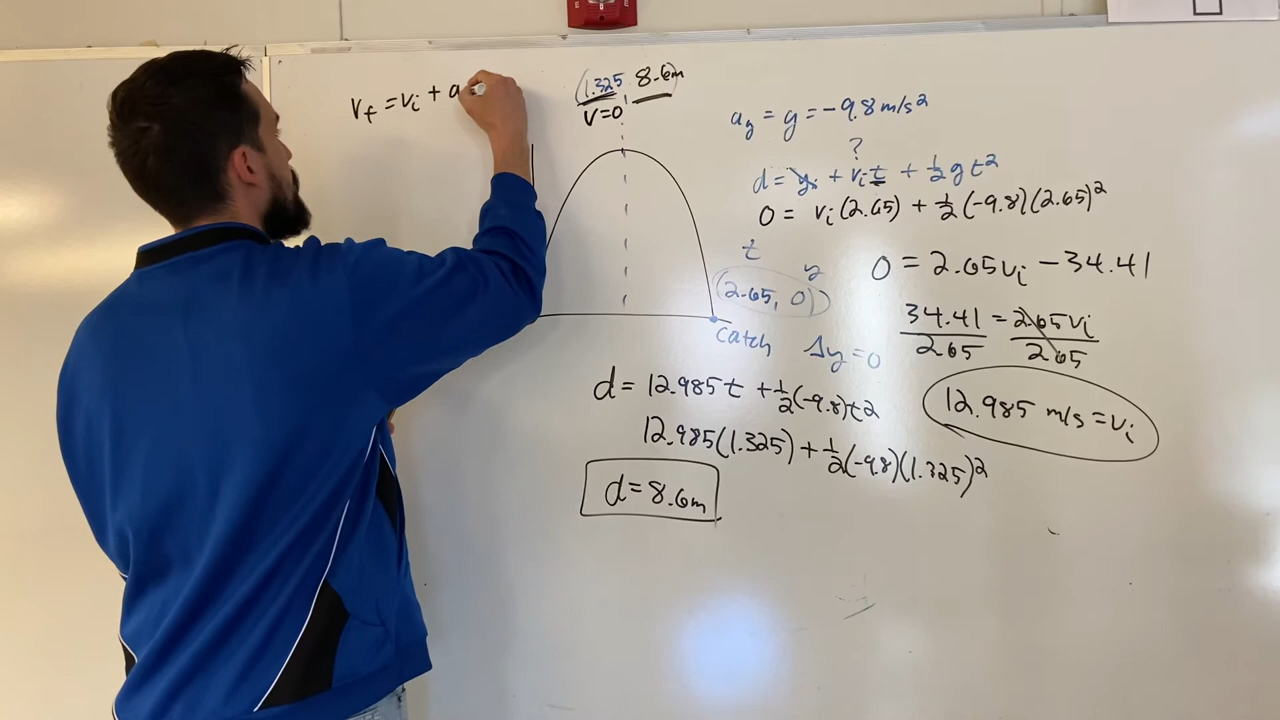 v_f = v_i + a
(1.325, 8.6m)
v=0
a_y = g = -9.8 m/s²
?
d = y_i + v_i t + ½ g t²
0 = v_i (2.65) + ½ (-9.8)(2.65)²
t y
(2.65, 0)
catch Δy = 0
0 = 2.65v_i - 34.41
34.41/2.65 = 2.65v_i/2.65
12.985 m/s = v_i
d = 12.985t + ½(-9.8)t²
12.985(1.325) + ½(-9.8)(1.325)²
d = 8.6m